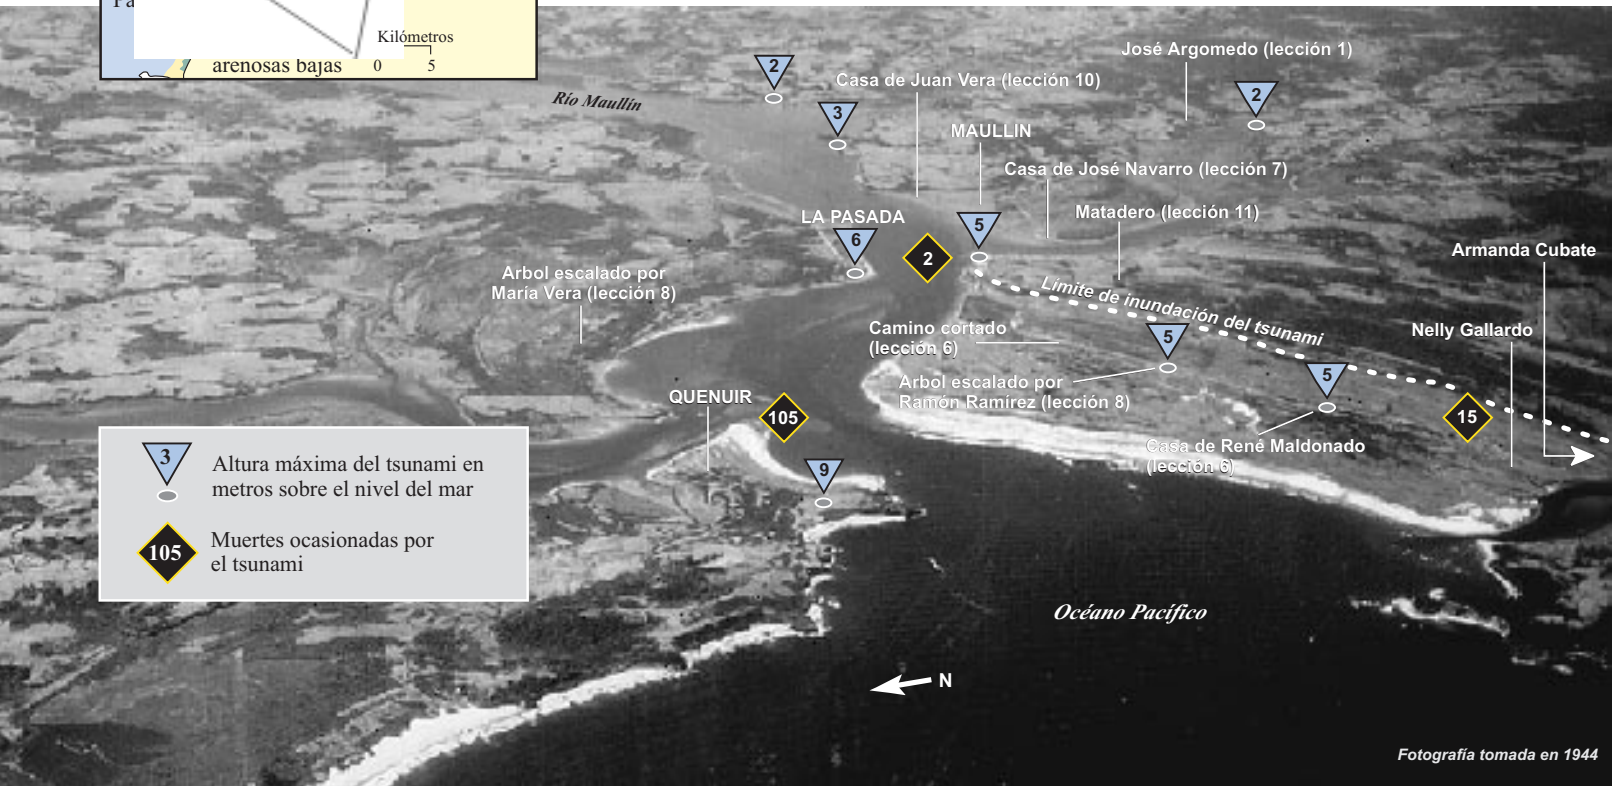 Kilómetros
arenosas bajas
0 5
Río Maullín
2
3
Casa de Juan Vera (lección 10)
José Argomedo (lección 1)
2
MAULLIN
Casa de José Navarro (lección 7)
LA PASADA
6
2
5
Matadero (lección 11)
Armanda Cubate
Arbol escalado por
María Vera (lección 8)
Límite de inundación del tsunami
Camino cortado
(lección 6)
5
Nelly Gallardo
Arbol escalado por
Ramón Ramírez (lección 8)
5
15
QUENUIR
105
Casa de René Maldonado
(lección 6)
9
3
Altura máxima del tsunami en
metros sobre el nivel del mar
105
Muertes ocasionadas por
el tsunami
Océano Pacífico
N
Fotografía tomada en 1944